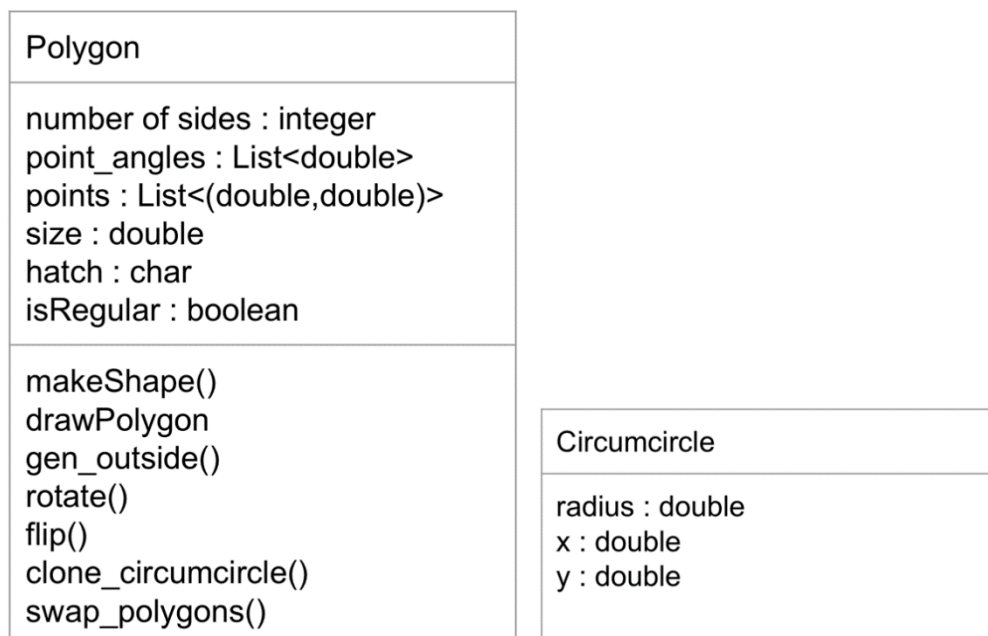 Polygon
number of sides : integer
point_angles : List<double>
points : List<(double,double)>
size : double
hatch : char
isRegular : boolean
makeShape()
drawPolygon
gen_outside()
rotate()
flip()
clone_circumcircle()
swap_polygons()
Circumcircle
radius : double
x : double
y : double